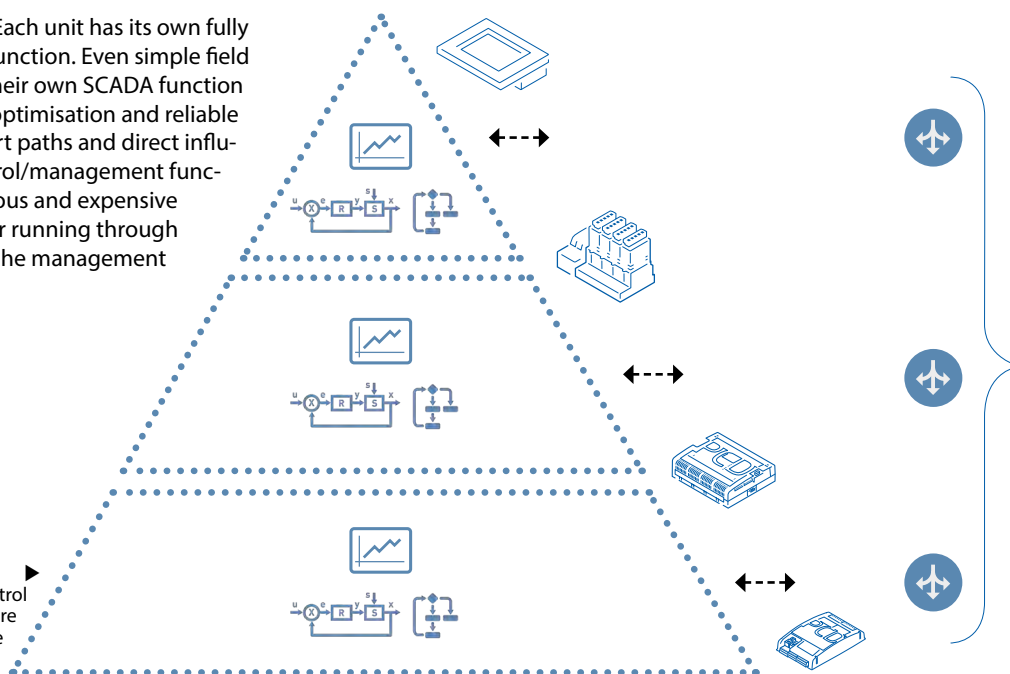 Each unit has its own fully
unction. Even simple field
heir own SCADA function
optimisation and reliable
rt paths and direct influ-
rol/management func-
ous and expensive
r running through
he management
s
u e y x
X R S
s
u e y x
X R S
s
u e y x
X R S
trol
re
e